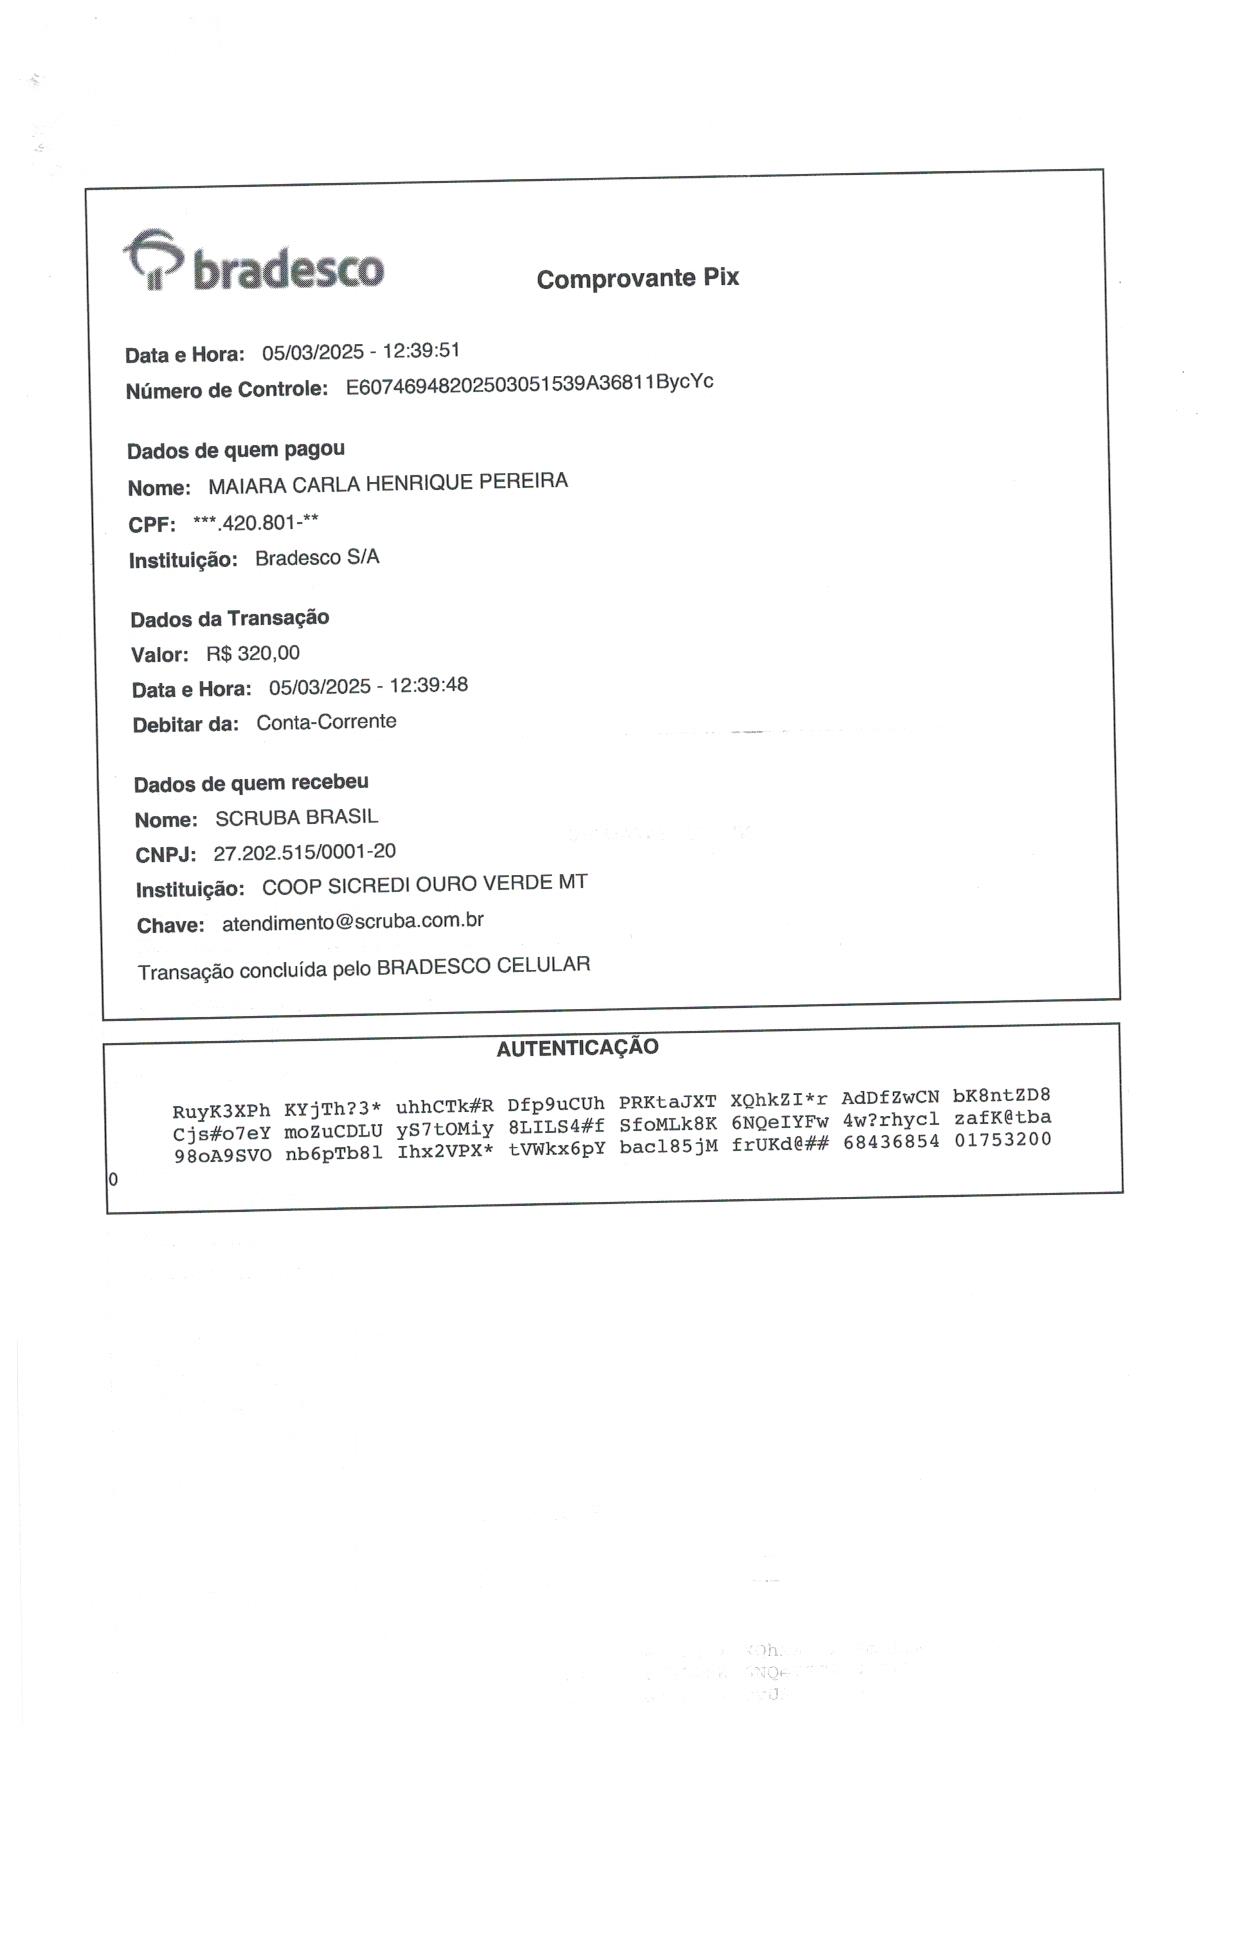 bradesco
Comprovante Pix
Data e Hora: 05/03/2025 - 12:39:51
Número de Controle: E60746948202503051539A36811BycYc
Dados de quem pagou
Nome: MAIARA CARLA HENRIQUE PEREIRA
CPF: ***.420.801-**
Instituição: Bradesco S/A
Dados da Transação
Valor: R$ 320,00
Data e Hora: 05/03/2025 - 12:39:48
Debitar da: Conta-Corrente
Dados de quem recebeu
Nome: SCRUBA BRASIL
CNPJ: 27.202.515/0001-20
Instituição: COOP SICREDI OURO VERDE MT
Chave: atendimento@scruba.com.br
Transação concluída pelo BRADESCO CELULAR
AUTENTICAÇÃO
RuyK3XPh KYjTh?3* uhhCTk#R Dfp9uCUh PRKtaJXT XQhkZI*r AdDfZwCN bK8ntZD8
Cjs#o7eY moZuCDLU yS7tOMiy 8LILS4#f SfoMLk8K 6NQeIYFw 4w?rhycl zafK@tba
98oA9SVO nb6pTb8l Ihx2VPX* tVWkx6pY bacl85jM frUKd@## 68436854 01753200
0